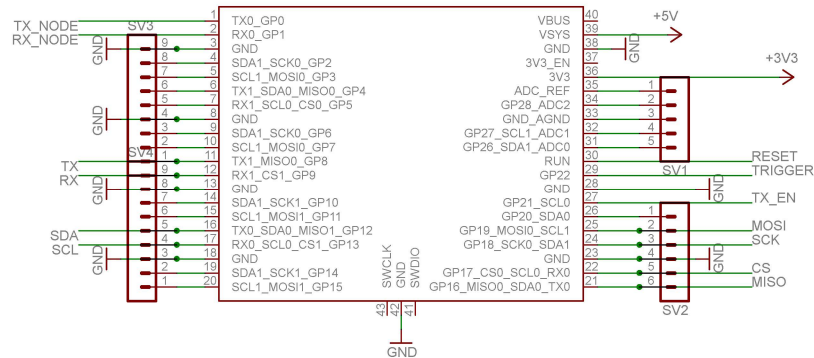 TX_NODE
RX_NODE
SV3
GND
9
8
7
6
5
4
3
2
1
GND
SV4
TX
RX
GND
9
8
7
6
5
4
3
2
1
SDA
SCL
GND
1 TX0_GP0
2 RX0_GP1
3 GND
4 SDA1_SCK0_GP2
5 SCL1_MOSI0_GP3
6 TX1_SDA0_MISO0_GP4
7 RX1_SCL0_CS0_GP5
8 GND
9 SDA1_SCK0_GP6
10 SCL1_MOSI0_GP7
11 TX1_MISO0_GP8
12 RX1_CS1_GP9
13 GND
14 SDA1_SCK1_GP10
15 SCL1_MOSI1_GP11
16 TX0_SDA0_MISO1_GP12
17 RX0_SCL0_CS1_GP13
18 GND
19 SDA1_SCK1_GP14
20 SCL1_MOSI1_GP15
VBUS 40
VSYS 39
GND 38
3V3_EN 37
3V3 36
ADC_REF 35
GP28_ADC2 34
GND_AGND 33
GP27_SCL1_ADC1 32
GP26_SDA1_ADC0 31
RUN 30
GP22 29
GND 28
GP21_SCL0 27
GP20_SDA0 26
GP19_MOSI0_SCL1 25
GP18_SCK0_SDA1 24
GND 23
GP17_CS0_SCL0_RX0 22
GP16_MISO0_SDA0_TX0 21
SWCLK
GND
SWDIO
43
42
41
GND
+5V
GND
+3V3
1
2
3
4
5
SV1
RESET
TRIGGER
GND
TX_EN
1
2
3
4
5
6
MOSI
SCK
GND
CS
MISO
SV2